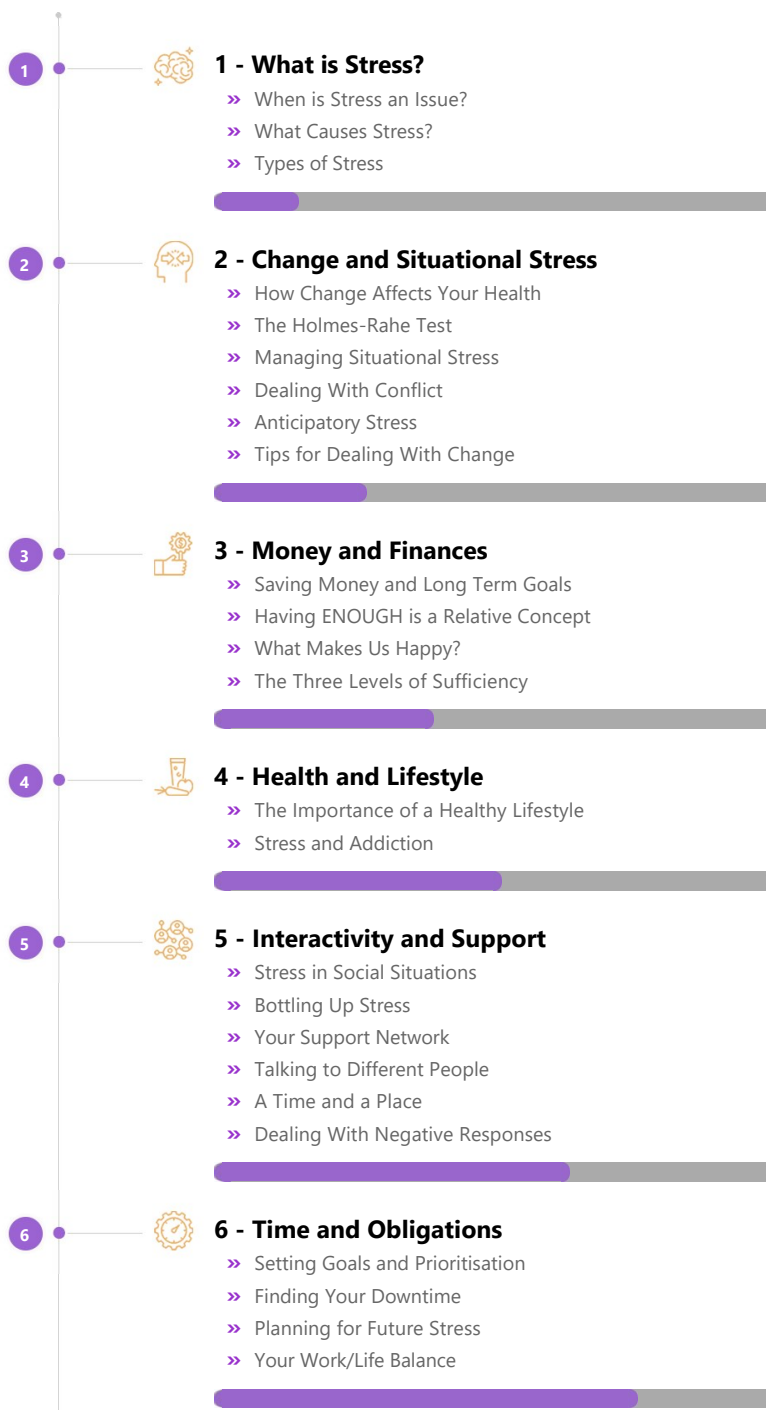 1
1 - What is Stress?
» When is Stress an Issue?
» What Causes Stress?
» Types of Stress
2
2 - Change and Situational Stress
» How Change Affects Your Health
» The Holmes-Rahe Test
» Managing Situational Stress
» Dealing With Conflict
» Anticipatory Stress
» Tips for Dealing With Change
3
3 - Money and Finances
» Saving Money and Long Term Goals
» Having ENOUGH is a Relative Concept
» What Makes Us Happy?
» The Three Levels of Sufficiency
4
4 - Health and Lifestyle
» The Importance of a Healthy Lifestyle
» Stress and Addiction
5
5 - Interactivity and Support
» Stress in Social Situations
» Bottling Up Stress
» Your Support Network
» Talking to Different People
» A Time and a Place
» Dealing With Negative Responses
6
6 - Time and Obligations
» Setting Goals and Prioritisation
» Finding Your Downtime
» Planning for Future Stress
» Your Work/Life Balance